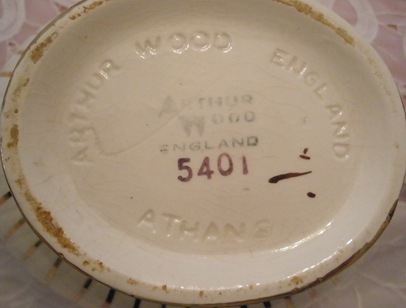 ARTHUR WOOD ENGLAND
ARTHUR
WOOD
ENGLAND
5401
ATHANS